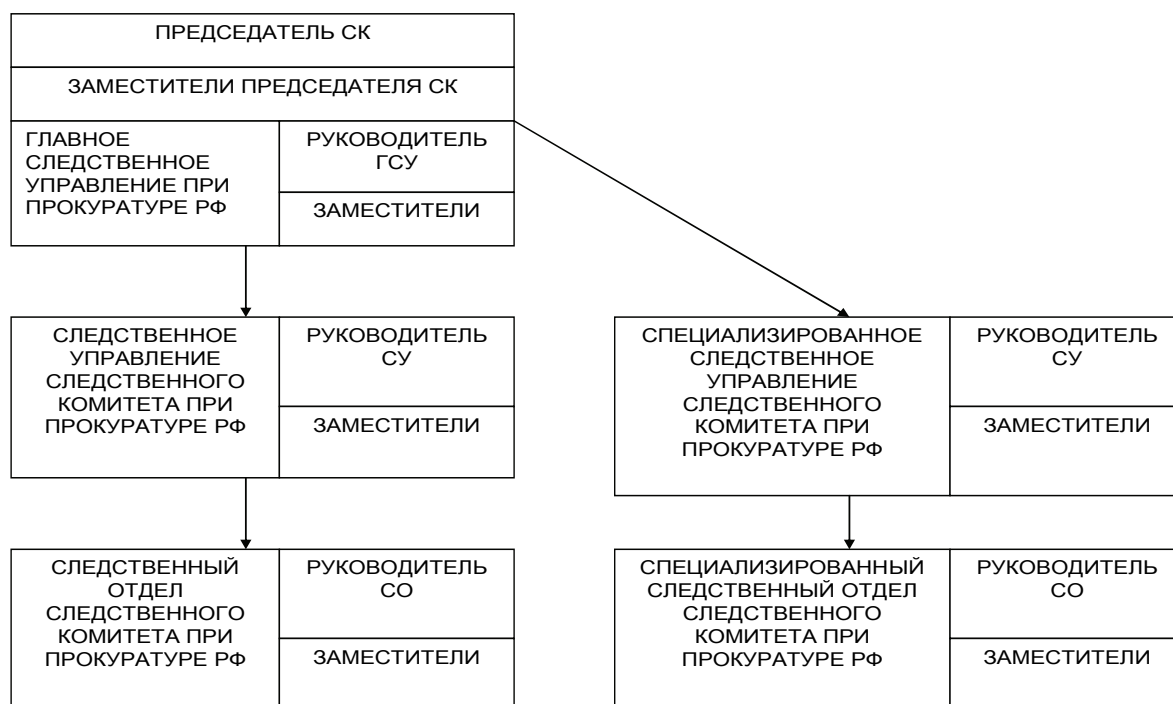 ПРЕДСЕДАТЕЛЬ СК
ЗАМЕСТИТЕЛИ ПРЕДСЕДАТЕЛЯ СК
ГЛАВНОЕ
СЛЕДСТВЕННОЕ
УПРАВЛЕНИЕ ПРИ
ПРОКУРАТУРЕ РФ
РУКОВОДИТЕЛЬ
ГСУ
ЗАМЕСТИТЕЛИ
СЛЕДСТВЕННОЕ
УПРАВЛЕНИЕ
СЛЕДСТВЕННОГО
КОМИТЕТА ПРИ
ПРОКУРАТУРЕ РФ
РУКОВОДИТЕЛЬ
СУ
ЗАМЕСТИТЕЛИ
СПЕЦИАЛИЗИРОВАННОЕ
СЛЕДСТВЕННОЕ
УПРАВЛЕНИЕ
СЛЕДСТВЕННОГО
КОМИТЕТА ПРИ
ПРОКУРАТУРЕ РФ
РУКОВОДИТЕЛЬ
СУ
ЗАМЕСТИТЕЛИ
СЛЕДСТВЕННЫЙ
ОТДЕЛ
СЛЕДСТВЕННОГО
КОМИТЕТА ПРИ
ПРОКУРАТУРЕ РФ
РУКОВОДИТЕЛЬ
СО
ЗАМЕСТИТЕЛИ
СПЕЦИАЛИЗИРОВАННЫЙ
СЛЕДСТВЕННЫЙ ОТДЕЛ
СЛЕДСТВЕННОГО
КОМИТЕТА ПРИ
ПРОКУРАТУРЕ РФ
РУКОВОДИТЕЛЬ
СО
ЗАМЕСТИТЕЛИ